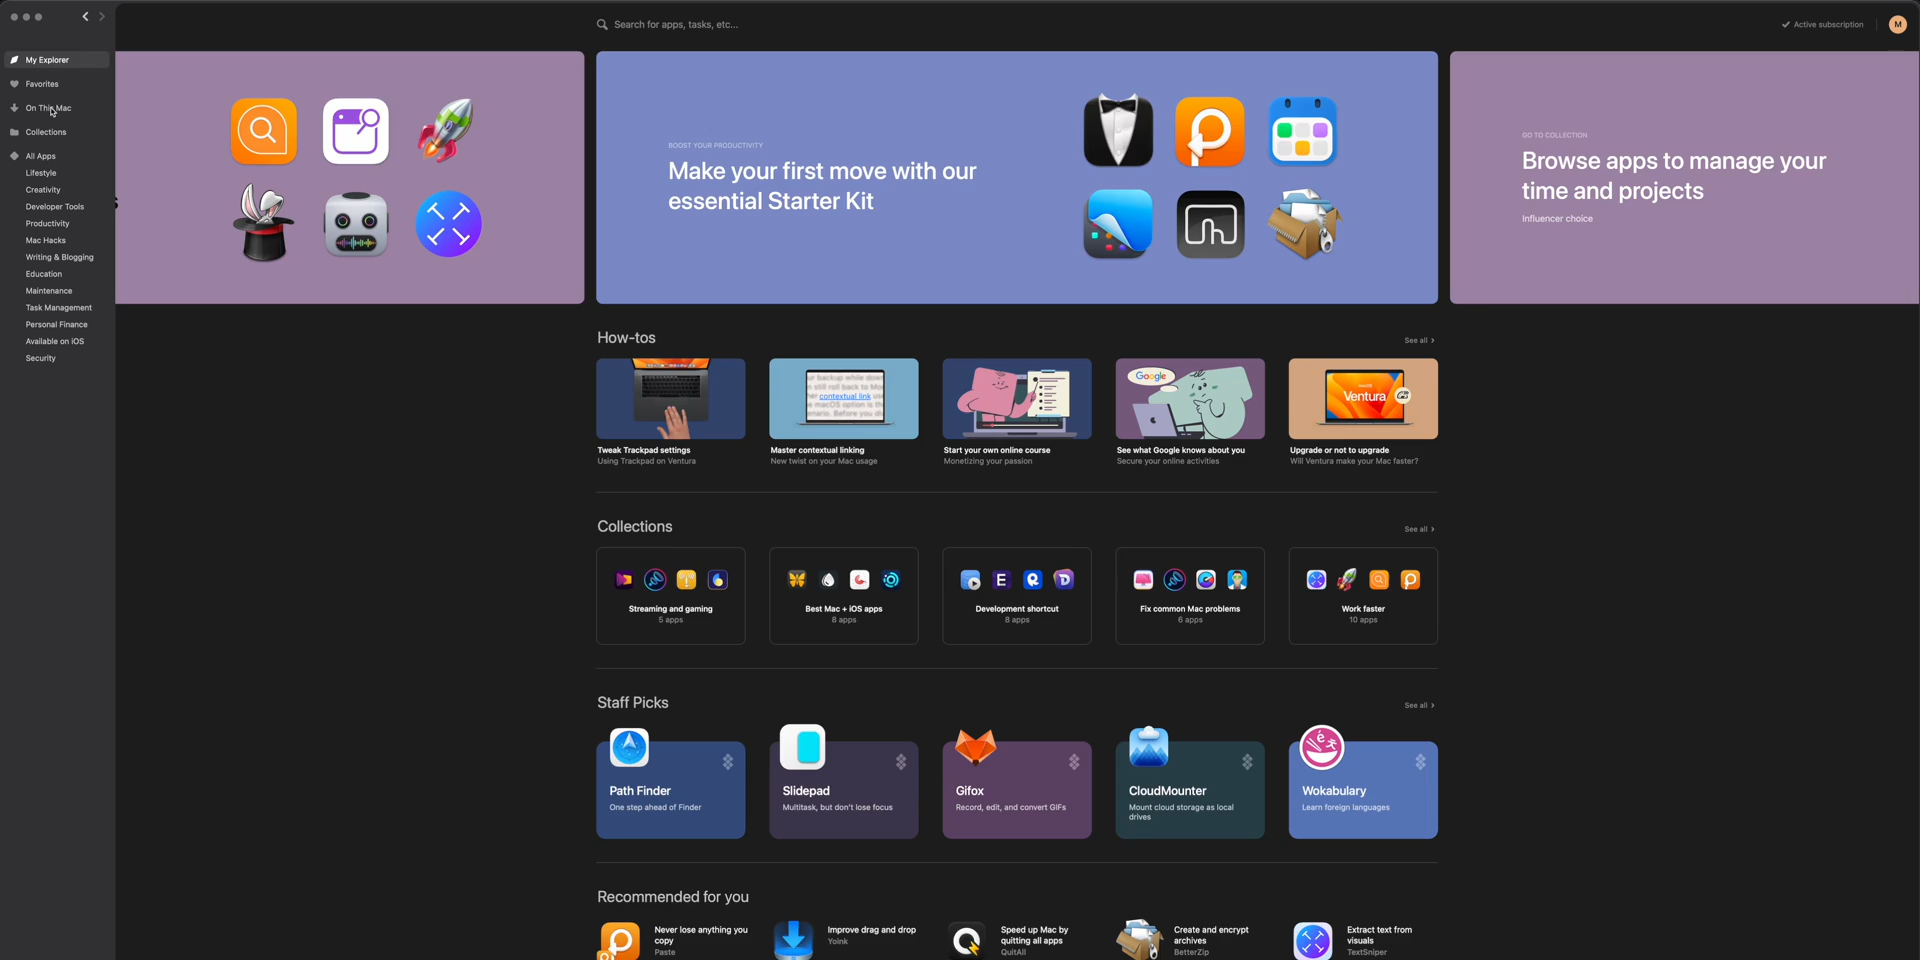 Search for apps, tasks, etc...
Active subscription
M
My Explorer
Favorites
On This Mac
Collections
All Apps
Lifestyle
Creativity
Developer Tools
Productivity
Mac Hacks
Writing & Blogging
Education
Maintenance
Task Management
Personal Finance
Available on iOS
Security
BOOST YOUR PRODUCTIVITY
Make your first move with our
essential Starter Kit
GO TO COLLECTION
Browse apps to manage your
time and projects
Influencer choice
How-tos
See all
contextual link
Google
Ventura
Tweak Trackpad settings
Using Trackpad on Ventura
Master contextual linking
New twist on your Mac usage
Start your own online course
Monetizing your passion
See what Google knows about you
Secure your online activities
Upgrade or not to upgrade
Will Ventura make your Mac faster?
Collections
See all
Streaming and gaming
5 apps
Best Mac + iOS apps
8 apps
Development shortcut
8 apps
Fix common Mac problems
6 apps
Work faster
10 apps
Staff Picks
See all
Path Finder
One step ahead of Finder
Slidepad
Multitask, but don't lose focus
Gifox
Record, edit, and convert GIFs
CloudMounter
Mount cloud storage as local
drives
Wokabulary
Learn foreign languages
Recommended for you
Never lose anything you
copy
Paste
Improve drag and drop
Yoink
Speed up Mac by
quitting all apps
QuitAll
Create and encrypt
archives
BetterZip
Extract text from
visuals
TextSniper